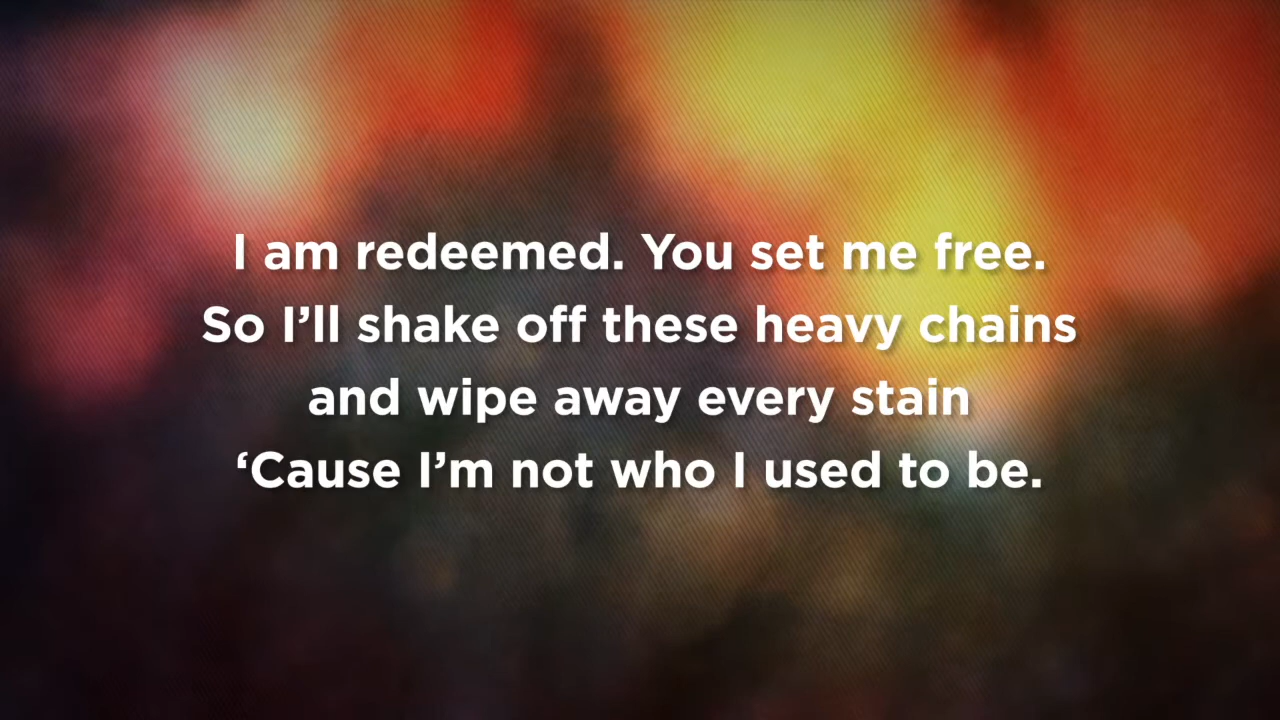 I am redeemed. You set me free.
So I’ll shake off these heavy chains
and wipe away every stain
‘Cause I’m not who I used to be.